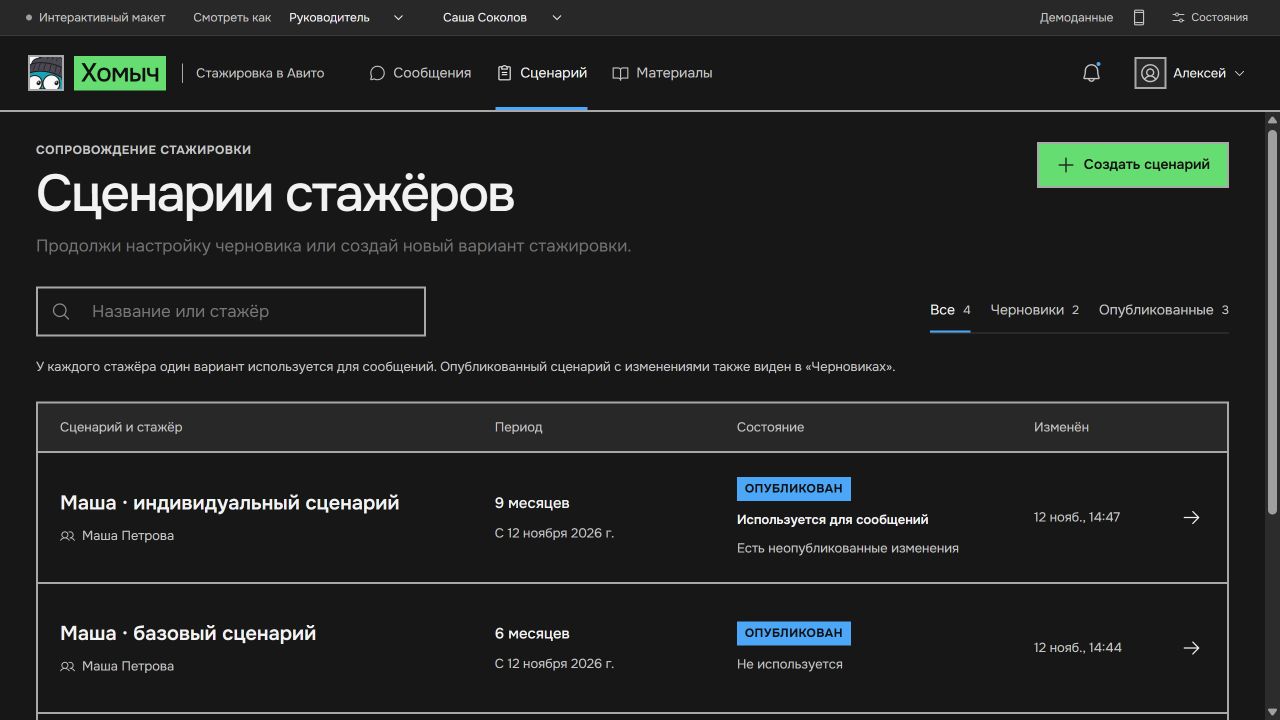 Интерактивный макет Смотреть как Руководитель Саша Соколов Демоданные Состояния
Хомыч Стажировка в Авито Сообщения Сценарий Материалы Алексей
СОПРОВОЖДЕНИЕ СТАЖИРОВКИ
Сценарии стажёров
Создать сценарий
Продолжи настройку черновика или создай новый вариант стажировки.
Название или стажёр
Все 4 Черновики 2 Опубликованные 3
У каждого стажёра один вариант используется для сообщений. Опубликованный сценарий с изменениями также виден в «Черновиках».
Сценарий и стажёр Период Состояние Изменён
Маша · индивидуальный сценарий
Маша Петрова
9 месяцев
С 12 ноября 2026 г.
ОПУБЛИКОВАН
Используется для сообщений
Есть неопубликованные изменения
12 нояб., 14:47
Маша · базовый сценарий
Маша Петрова
6 месяцев
С 12 ноября 2026 г.
ОПУБЛИКОВАН
Не используется
12 нояб., 14:44